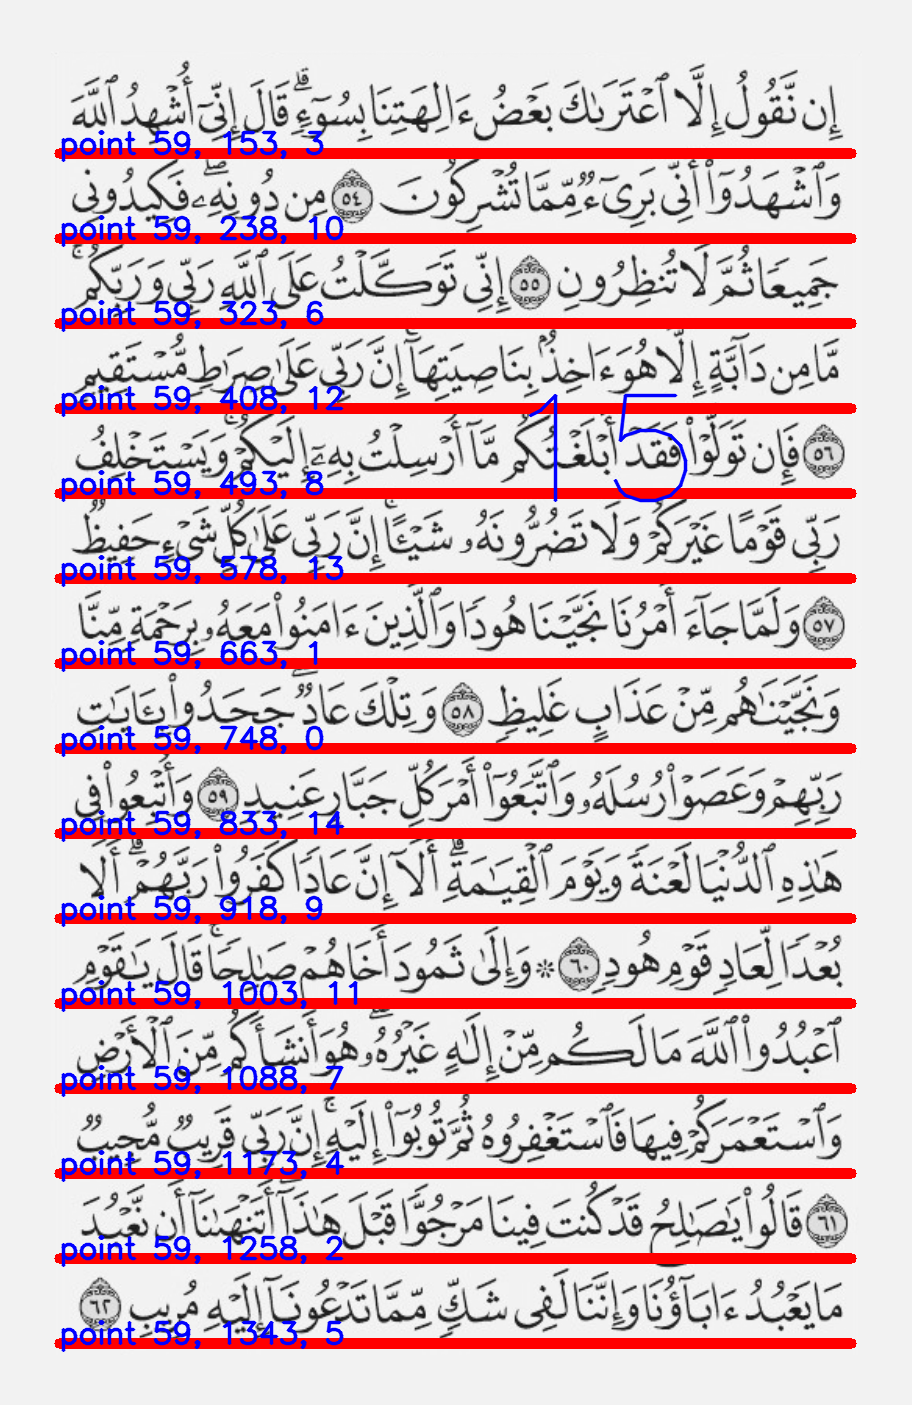 إِن نَّقُولُ إِلَّا ٱعۡتَرَىٰكَ بَعۡضُ ءَالِهَتِنَا بِسُوٓءٖۗ قَالَ إِنِّيٓ أُشۡهِدُ ٱللَّهَ
point 59, 153, 3
وَٱشۡهَدُوٓاْ أَنِّي بَرِيٓءٞ مِّمَّا تُشۡرِكُونَ ٥٤ مِن دُونِهِۦۖ فَكِيدُونِي
point 59, 238, 10
جَمِيعٗا ثُمَّ لَا تُنظِرُونِ ٥٥ إِنِّي تَوَكَّلۡتُ عَلَى ٱللَّهِ رَبِّي وَرَبِّكُمۚ
point 59, 323, 6
مَّا مِن دَآبَّةٍ إِلَّا هُوَ ءَاخِذُۢ بِنَاصِيَتِهَآۚ إِنَّ رَبِّي عَلَىٰ صِرَٰطٖ مُّسۡتَقِيمٖ
point 59, 408, 12
15
٥٦ فَإِن تَوَلَّوۡاْ فَقَدۡ أَبۡلَغۡتُكُم مَّآ أُرۡسِلۡتُ بِهِۦٓ إِلَيۡكُمۡۚ وَيَسۡتَخۡلِفُ
point 59, 493, 8
رَبِّي قَوۡمًا غَيۡرَكُمۡ وَلَا تَضُرُّونَهُۥ شَيۡـًٔاۚ إِنَّ رَبِّي عَلَىٰ كُلِّ شَيۡءٍ حَفِيظٞ
point 59, 578, 13
٥٧ وَلَمَّا جَآءَ أَمۡرُنَا نَجَّيۡنَا هُودٗا وَٱلَّذِينَ ءَامَنُواْ مَعَهُۥ بِرَحۡمَةٖ مِّنَّا
point 59, 663, 1
وَنَجَّيۡنَٰهُم مِّنۡ عَذَابٍ غَلِيظٖ ٥٨ وَتِلۡكَ عَادٞۖ جَحَدُواْ بِـَٔايَٰتِ
point 59, 748, 0
رَبِّهِمۡ وَعَصَوۡاْ رُسُلَهُۥ وَٱتَّبَعُوٓاْ أَمۡرَ كُلِّ جَبَّارٍ عَنِيدٖ ٥٩ وَأُتۡبِعُواْ فِي
point 59, 833, 14
هَٰذِهِ ٱلدُّنۡيَا لَعۡنَةٗ وَيَوۡمَ ٱلۡقِيَٰمَةِۗ أَلَآ إِنَّ عَادٗا كَفَرُواْ رَبَّهُمۡۗ أَلَا
point 59, 918, 9
بُعۡدٗا لِّعَادٖ قَوۡمِ هُودٖ ٦٠ ۞ وَإِلَىٰ ثَمُودَ أَخَاهُمۡ صَٰلِحٗاۚ قَالَ يَٰقَوۡمِ
point 59, 1003, 11
ٱعۡبُدُواْ ٱللَّهَ مَا لَكُم مِّنۡ إِلَٰهٍ غَيۡرُهُۥۖ هُوَ أَنشَأَكُم مِّنَ ٱلۡأَرۡضِ
point 59, 1088, 7
وَٱسۡتَعۡمَرَكُمۡ فِيهَا فَٱسۡتَغۡفِرُوهُ ثُمَّ تُوبُوٓاْ إِلَيۡهِۚ إِنَّ رَبِّي قَرِيبٞ مُّجِيبٞ
point 59, 1173, 4
٦١ قَالُواْ يَٰصَٰلِحُ قَدۡ كُنتَ فِينَا مَرۡجُوّٗا قَبۡلَ هَٰذَآۖ أَتَنۡهَىٰنَآ أَن نَّعۡبُدَ
point 59, 1258, 2
مَا يَعۡبُدُ ءَابَآؤُنَا وَإِنَّنَا لَفِي شَكّٖ مِّمَّا تَدۡعُونَآ إِلَيۡهِ مُرِيبٖ ٦٢
point 59, 1343, 5